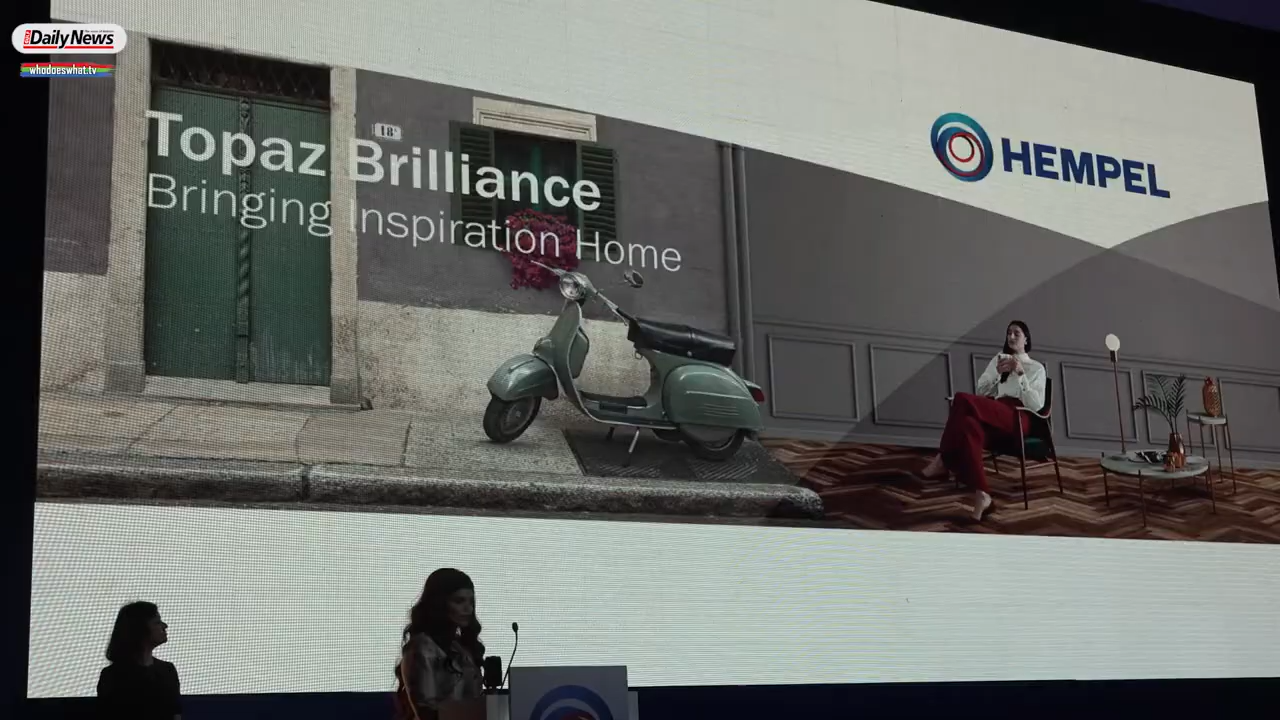 Daily News
whodoeswhat.tv
Topaz Brilliance
Bringing Inspiration Home
18
HEMPEL